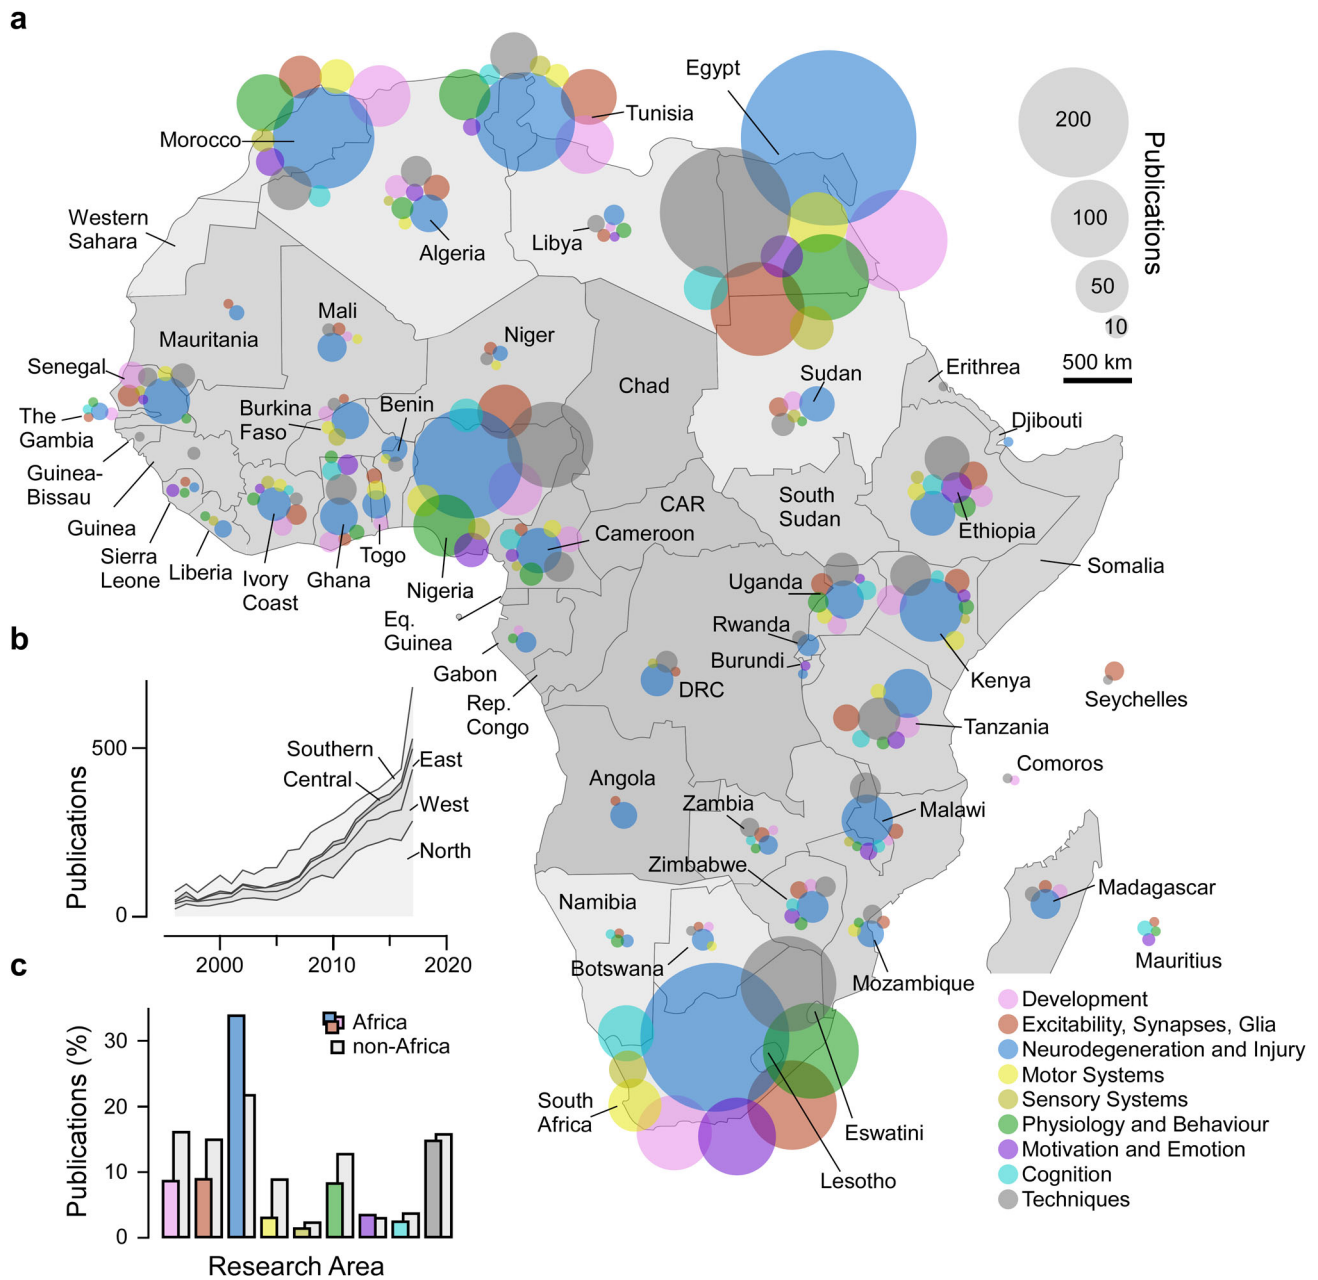 a
Egypt
Tunisia
Morocco
200
100
50
10
Publications
500 km
Western
Sahara
Algeria
Libya
Mali
Mauritania
Niger
Senegal
Chad
Sudan
Erithrea
The
Gambia
Burkina
Faso
Benin
Djibouti
Guinea-
Bissau
CAR
South
Sudan
Guinea
Cameroon
Ethiopia
Sierra
Leone
Liberia
Ivory
Coast
Ghana
Togo
Nigeria
Somalia
Uganda
Eq.
Guinea
Rwanda
Burundi
Gabon
DRC
Kenya
Seychelles
Rep.
Congo
Tanzania
Comoros
Angola
Zambia
Malawi
Zimbabwe
Namibia
Madagascar
Botswana
Mozambique
Mauritius
South
Africa
Eswatini
Lesotho
b
Publications
500
0
Southern
Central
East
West
North
2000
2010
2020
c
Publications (%)
30
20
10
0
Africa
non-Africa
Research Area
Development
Excitability, Synapses, Glia
Neurodegeneration and Injury
Motor Systems
Sensory Systems
Physiology and Behaviour
Motivation and Emotion
Cognition
Techniques